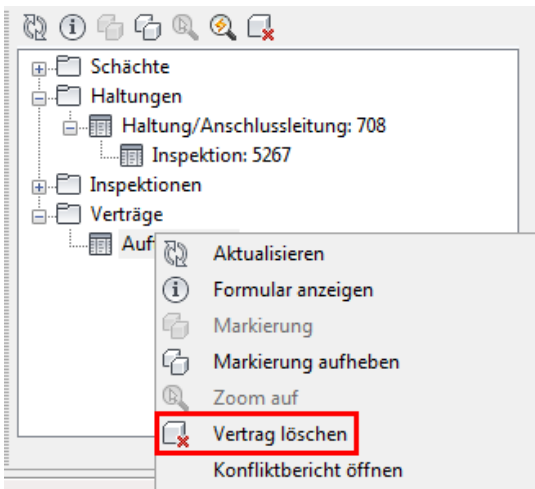 Schächte
Haltungen
Haltung/Anschlussleitung: 708
Inspektion: 5267
Inspektionen
Verträge
Aktualisieren
Formular anzeigen
Markierung
Markierung aufheben
Zoom auf
Vertrag löschen
Konfliktbericht öffnen